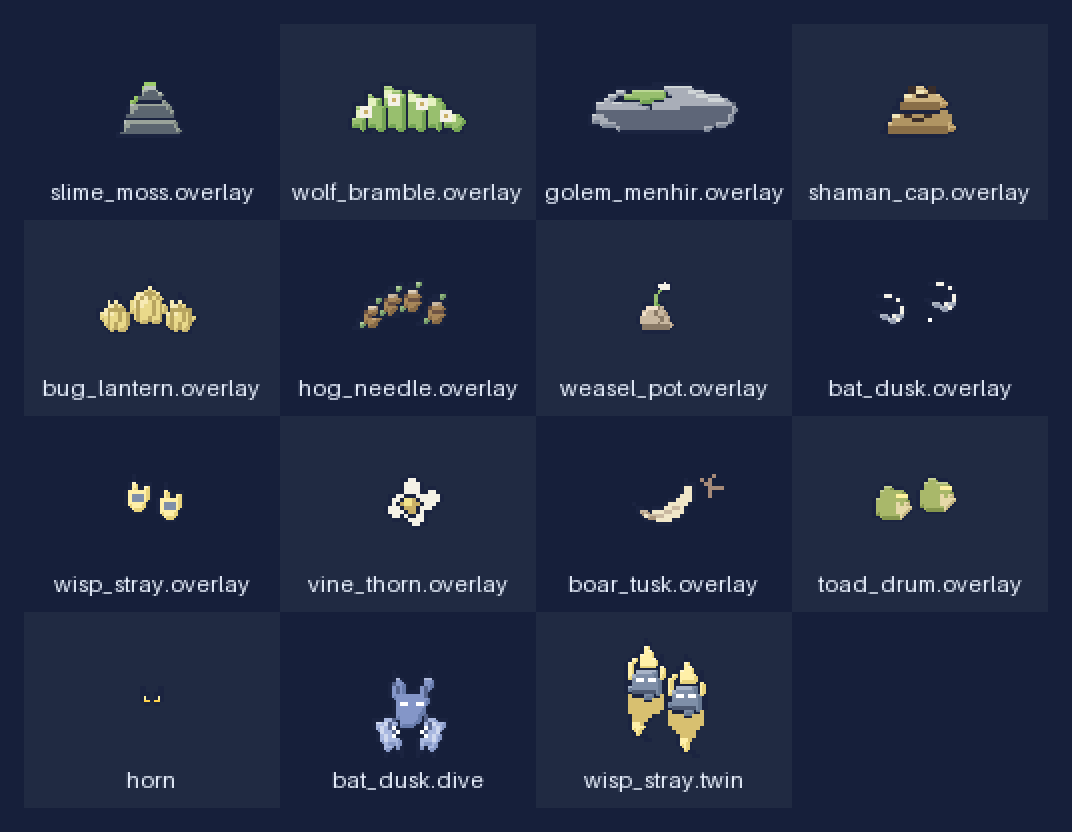 slime_moss.overlay
wolf_bramble.overlay
golem_menhir.overlay
shaman_cap.overlay
bug_lantern.overlay
hog_needle.overlay
weasel_pot.overlay
bat_dusk.overlay
wisp_stray.overlay
vine_thorn.overlay
boar_tusk.overlay
toad_drum.overlay
horn
bat_dusk.dive
wisp_stray.twin